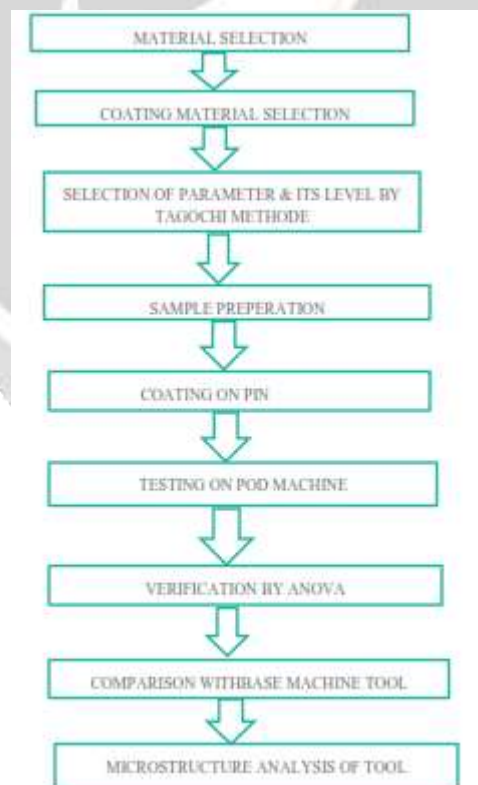 MATERIAL SELECTION
COATING MATERIAL SELECTION
SELECTION OF PARAMETER & ITS LEVEL BY
TAGOCHI METHODE
SAMPLE PREPERATION
COATING ON PIN
TESTING ON POD MACHINE
VERIFICATION BY ANOVA
COMPARISON WITHBASE MACHINE TOOL
MICROSTRUCTURE ANALYSIS OF TOOL